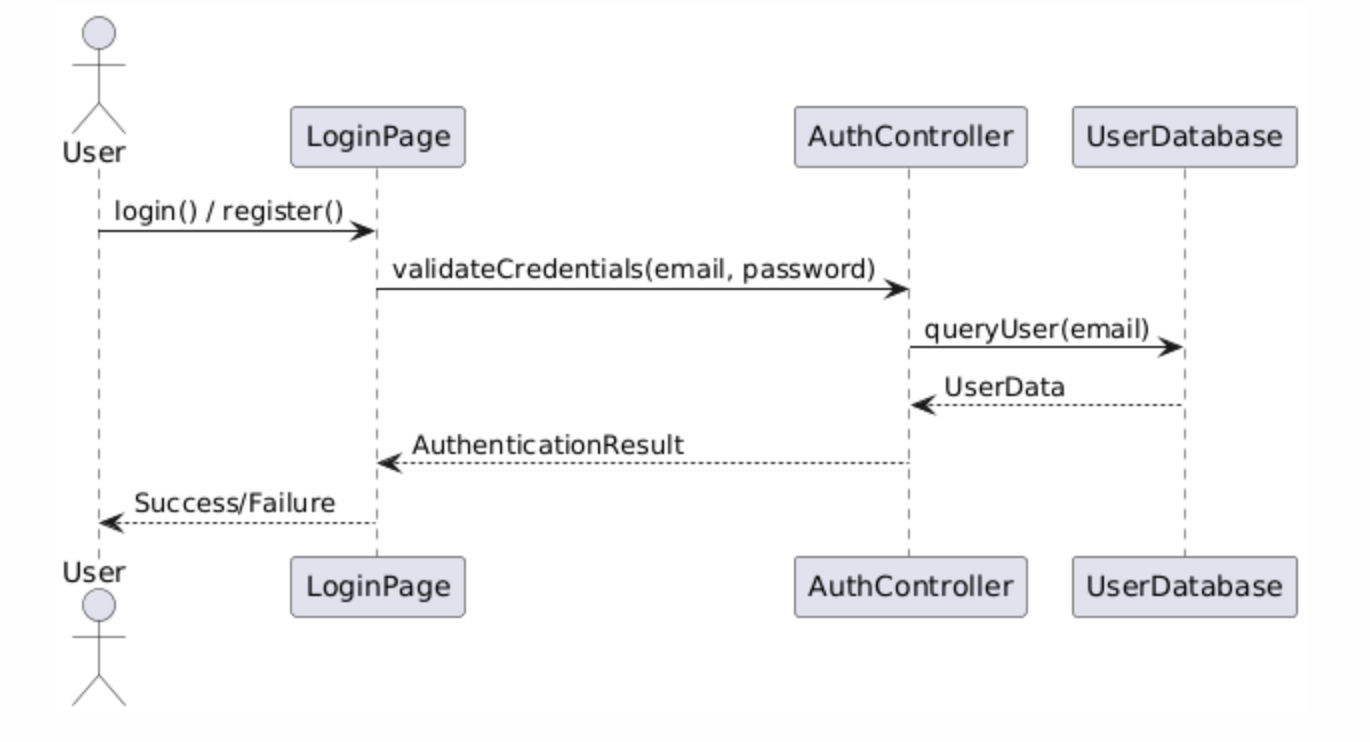 User
LoginPage
AuthController
UserDatabase
login() / register()
validateCredentials(email, password)
queryUser(email)
UserData
AuthenticationResult
Success/Failure
User
LoginPage
AuthController
UserDatabase